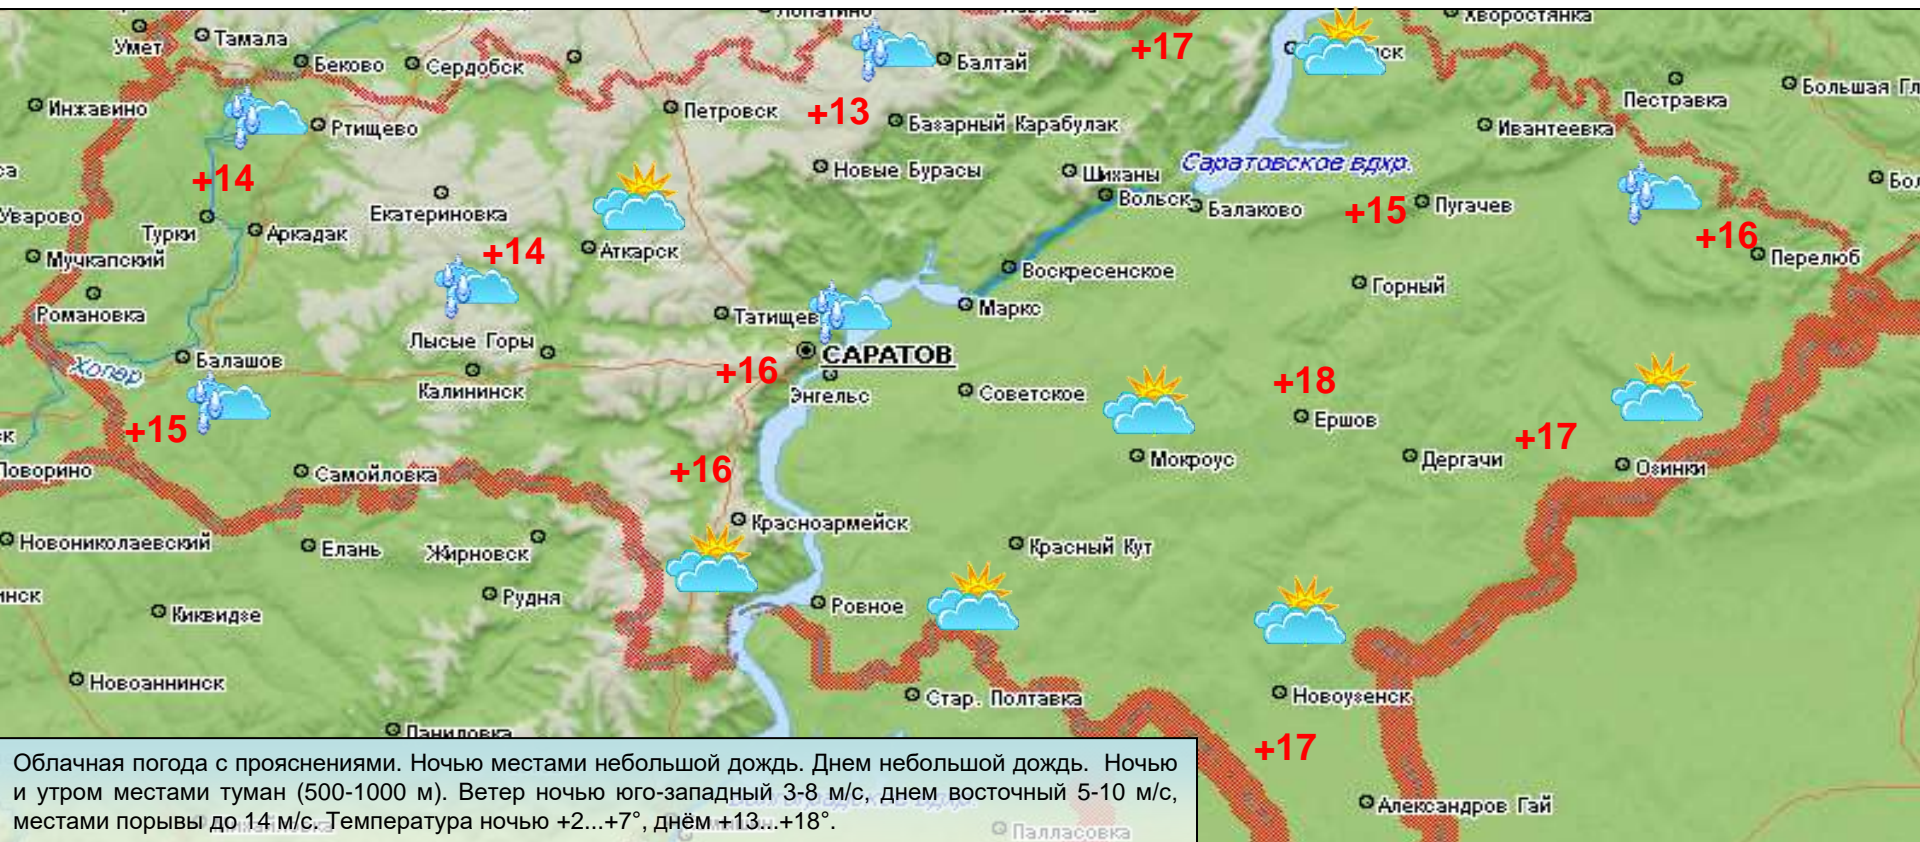 Лопатино
Хворостянка
Умет
Тамала
+17
Беково
Сердобск
Балтай
Пестравка
Большая Гл
Инжавино
Ртищево
Петровск
+13
Базарный Карабулак
Ивантеевка
+14
Новые Бурасы
Шиханы
Саратовское вдхр.
Вольск
Балаково
+15
Пугачев
Бол
Уварово
Екатериновка
Турки
Аркадак
+14
Аткарск
+16
Перелюб
Мучкапский
Воскресенское
Горный
Романовка
Татищев
Маркс
Лысые Горы
САРАТОВ
Хопер
Балашов
+16
Калининск
Энгельс
Советское
+18
Ершов
+15
+17
Поворино
Самойловка
+16
Мокроус
Дергачи
Озинки
Красноармейск
Новониколаевский
Елань
Жирновск
Красный Кут
инск
Киквидзе
Рудня
Ровное
Новоаннинск
Стар. Полтавка
Новоузенск
Даниловка
+17
Александров Гай
Палласовка
Облачная погода с прояснениями. Ночью местами небольшой дождь. Днем небольшой дождь. Ночью
и утром местами туман (500-1000 м). Ветер ночью юго-западный 3-8 м/с, днем восточный 5-10 м/с,
местами порывы до 14 м/с. Температура ночью +2...+7°, днём +13...+18°.